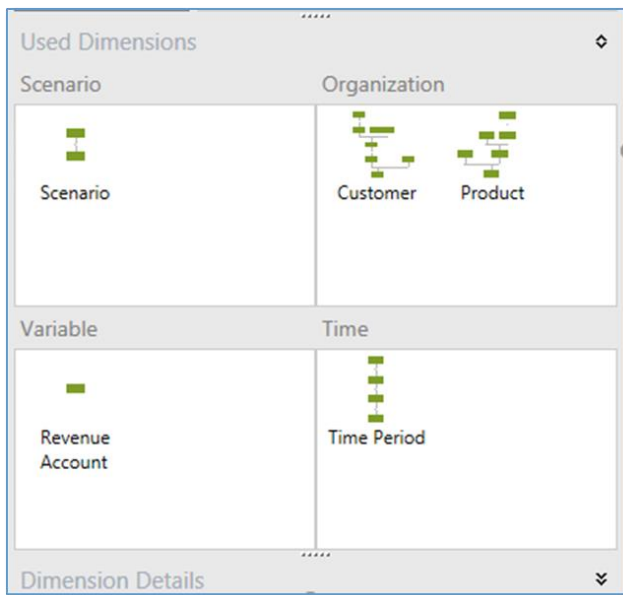 Used Dimensions
Scenario
Organization
Scenario
Customer
Product
Variable
Time
Revenue
Account
Time Period
Dimension Details